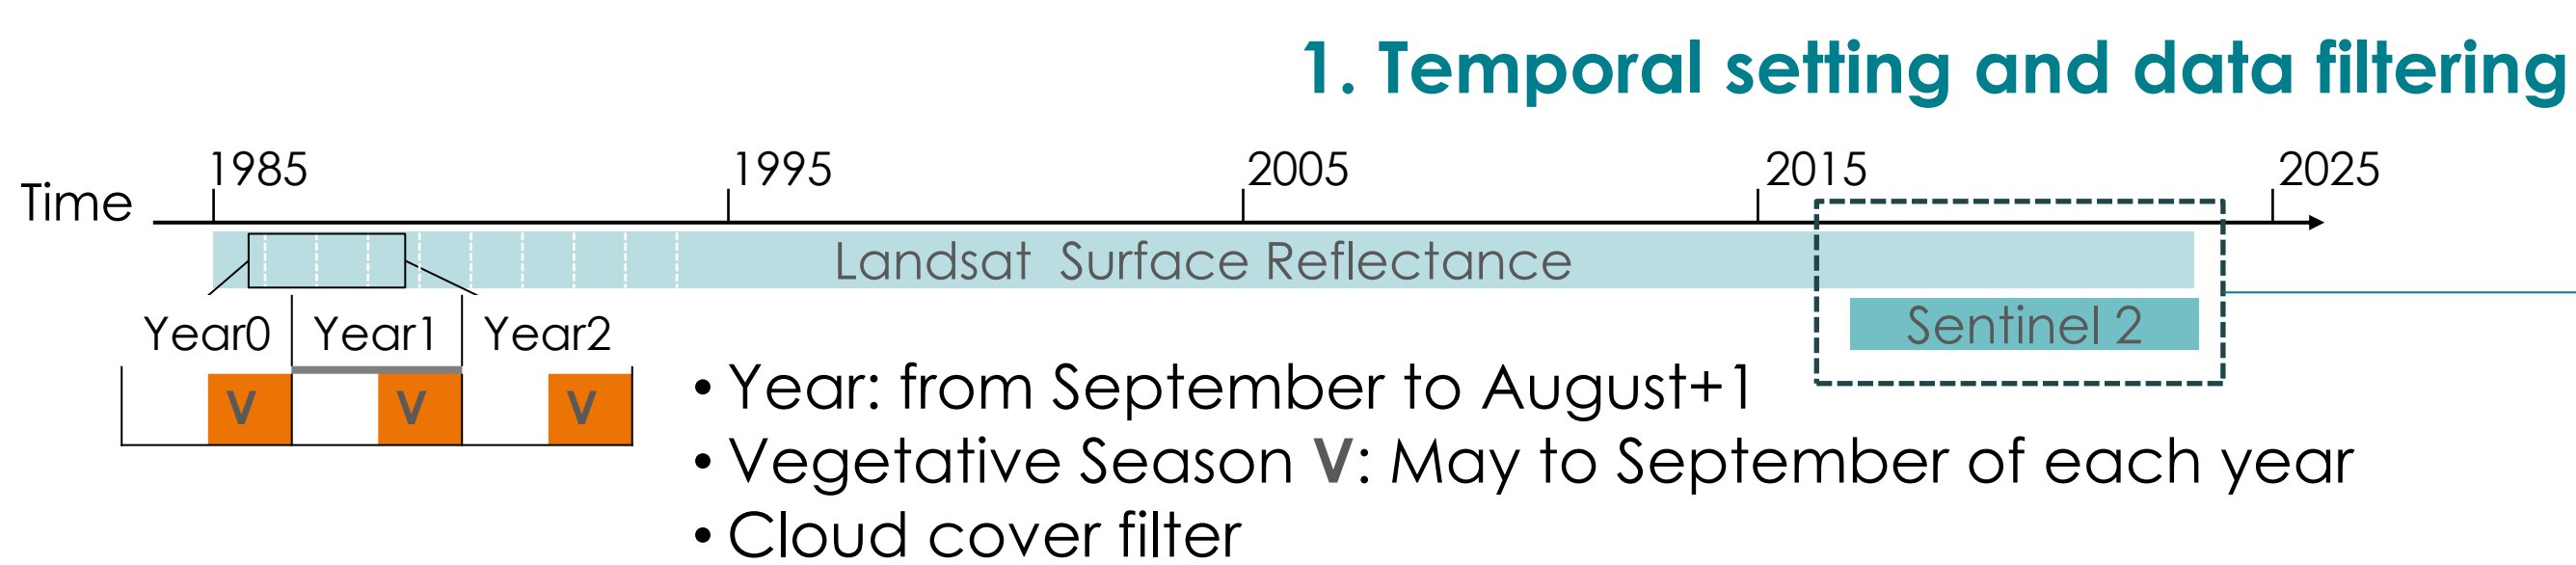 1. Temporal setting and data filtering
1985 1995 2005 2015 2025
Time
Landsat Surface Reflectance
Sentinel 2
Year0 Year1 Year2
V V V
• Year: from September to August+1
• Vegetative Season V: May to September of each year
• Cloud cover filter